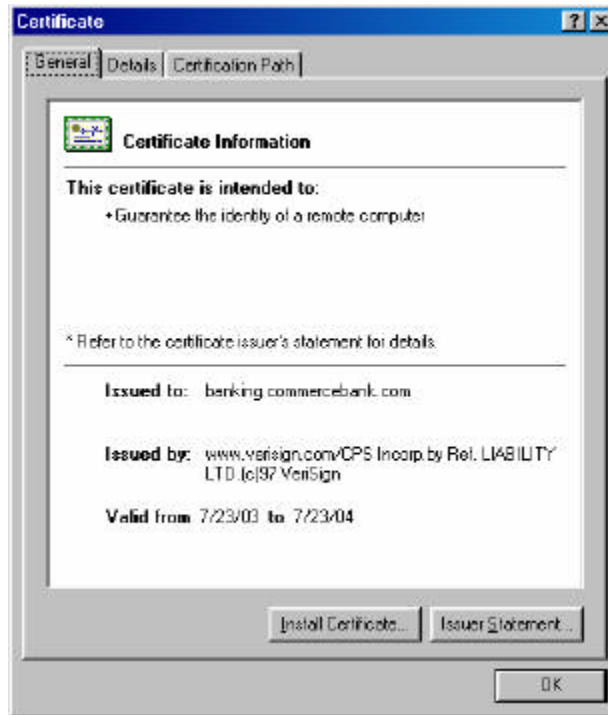 Certificate
General Details Certification Path
Certificate Information
This certificate is intended to:
•Guarantee the identity of a remote computer
* Refer to the certificate issuer's statement for details.
Issued to: banking.commercebank.com
Issued by: www.verisign.com/CPS Incorp.by Ref. LIABILITY
LTD.(c)97 VeriSign
Valid from 7/23/03 to 7/23/04
Install Certificate... Issuer Statement...
OK